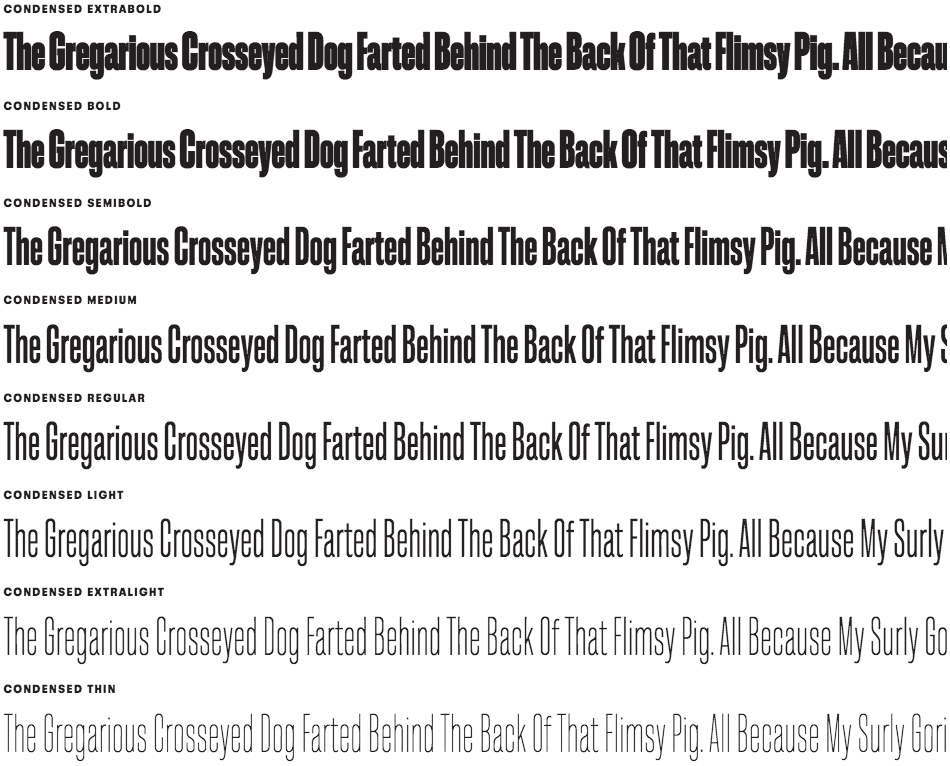 CONDENSED EXTRABOLD
The Gregarious Crosseyed Dog Farted Behind The Back Of That Flimsy Pig. All Becau
CONDENSED BOLD
The Gregarious Crosseyed Dog Farted Behind The Back Of That Flimsy Pig. All Becaus
CONDENSED SEMIBOLD
The Gregarious Crosseyed Dog Farted Behind The Back Of That Flimsy Pig. All Because M
CONDENSED MEDIUM
The Gregarious Crosseyed Dog Farted Behind The Back Of That Flimsy Pig. All Because My S
CONDENSED REGULAR
The Gregarious Crosseyed Dog Farted Behind The Back Of That Flimsy Pig. All Because My Sur
CONDENSED LIGHT
The Gregarious Crosseyed Dog Farted Behind The Back Of That Flimsy Pig. All Because My Surly
CONDENSED EXTRALIGHT
The Gregarious Crosseyed Dog Farted Behind The Back Of That Flimsy Pig. All Because My Surly Go
CONDENSED THIN
The Gregarious Crosseyed Dog Farted Behind The Back Of That Flimsy Pig. All Because My Surly Gori